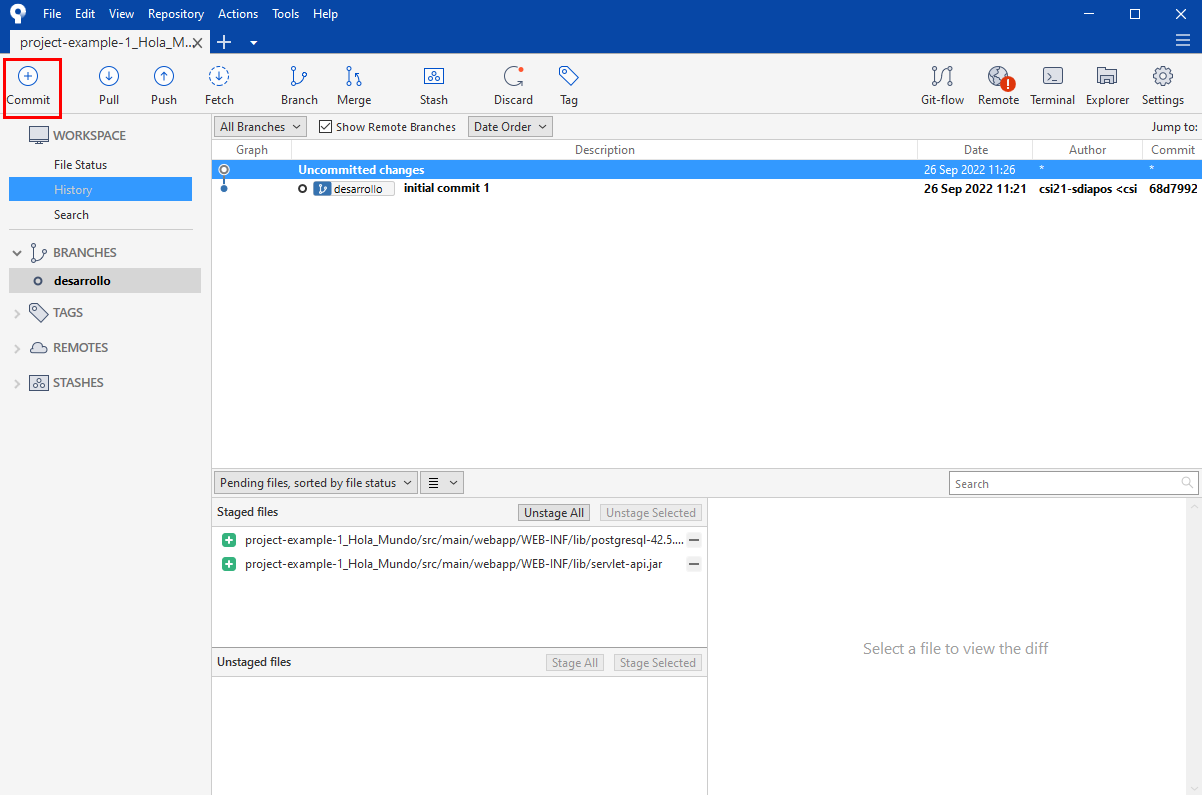 File Edit View Repository Actions Tools Help
project-example-1_Hola_M..
Commit Pull Push Fetch Branch Merge Stash Discard Tag Git-flow Remote Terminal Explorer Settings
WORKSPACE
File Status
History
Search
BRANCHES
desarrollo
TAGS
REMOTES
STASHES
All Branches Show Remote Branches Date Order Jump to:
Graph Description Date Author Commit
Uncommitted changes 26 Sep 2022 11:26 * *
desarrollo initial commit 1 26 Sep 2022 11:21 csi21-sdiapos <csi 68d7992
Pending files, sorted by file status Search
Staged files Unstage All Unstage Selected
project-example-1_Hola_Mundo/src/main/webapp/WEB-INF/lib/postgresql-42.5....
project-example-1_Hola_Mundo/src/main/webapp/WEB-INF/lib/servlet-api.jar
Unstaged files Stage All Stage Selected
Select a file to view the diff